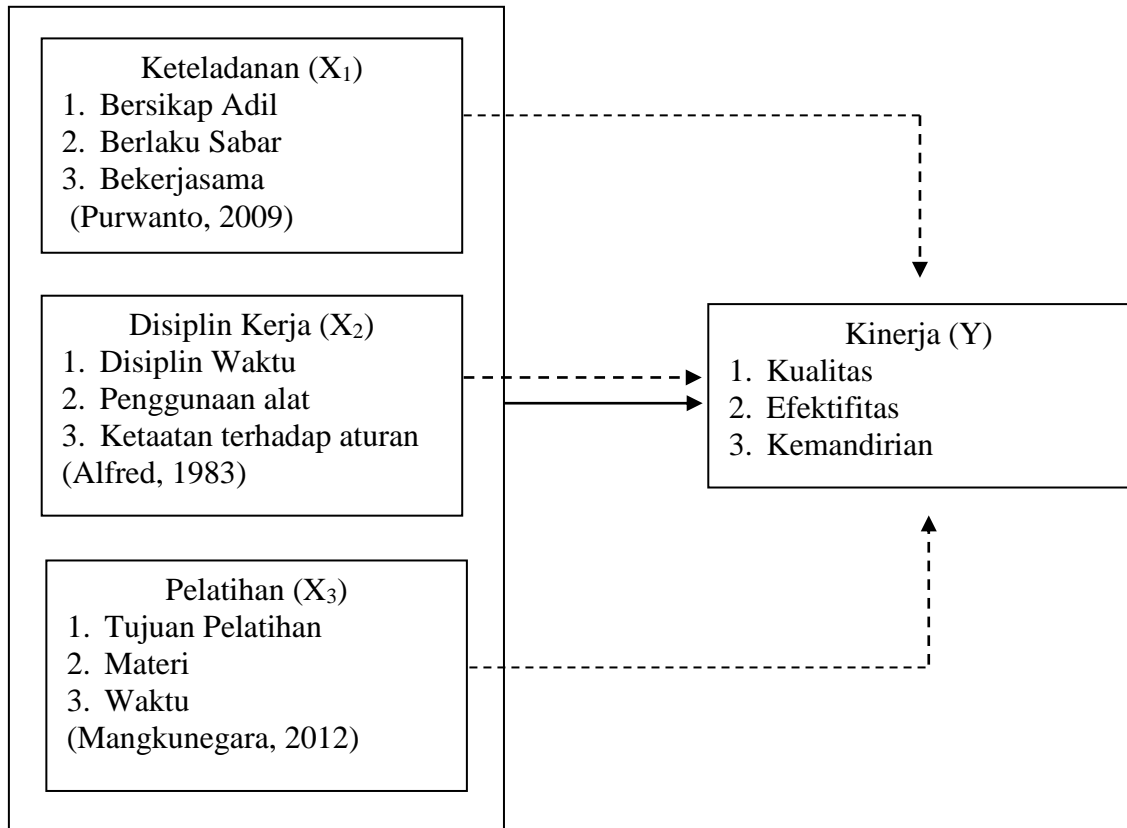 Keteladanan (X₁)
1. Bersikap Adil
2. Berlaku Sabar
3. Bekerjasama
(Purwanto, 2009)
Disiplin Kerja (X₂)
1. Disiplin Waktu
2. Penggunaan alat
3. Ketaatan terhadap aturan
(Alfred, 1983)
Pelatihan (X₃)
1. Tujuan Pelatihan
2. Materi
3. Waktu
(Mangkunegara, 2012)
Kinerja (Y)
1. Kualitas
2. Efektifitas
3. Kemandirian